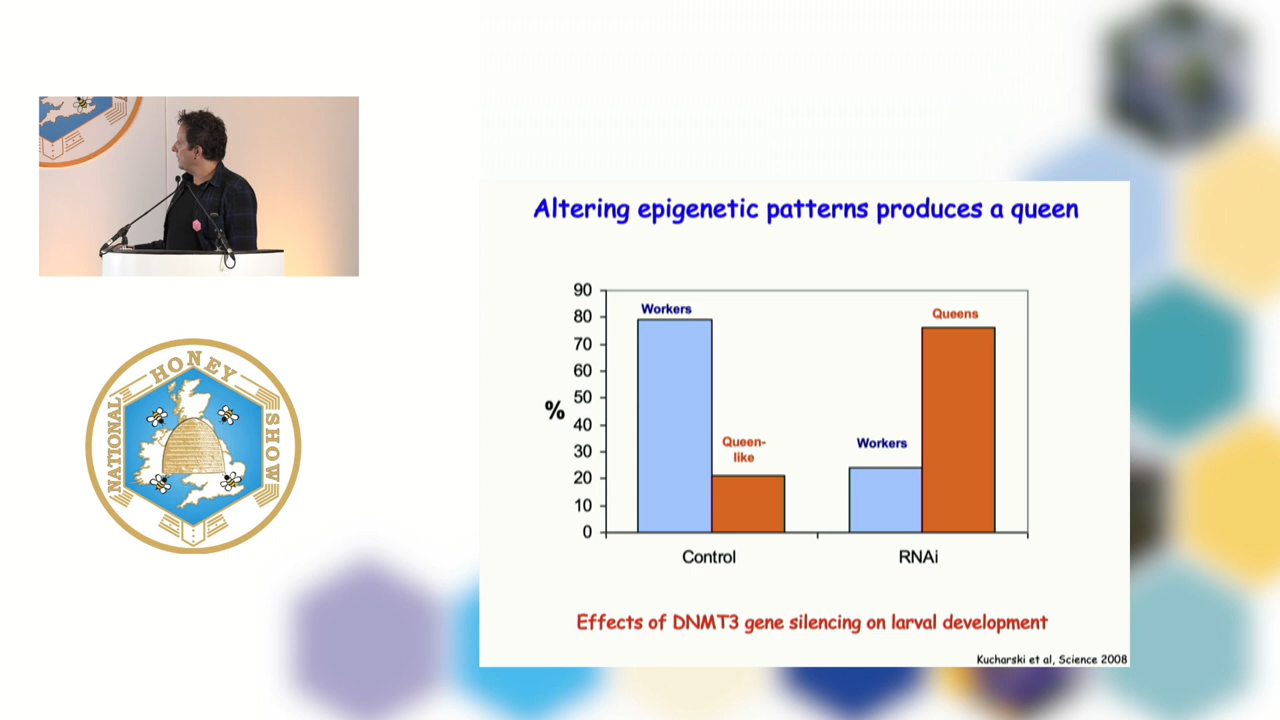 NATIONAL
HONEY
SHOW
Altering epigenetic patterns produces a queen
90
80
70
60
50
40
30
20
10
0
%
Workers
Queen-
like
Workers
Queens
Control
RNAi
Effects of DNMT3 gene silencing on larval development
Kucharski et al, Science 2008